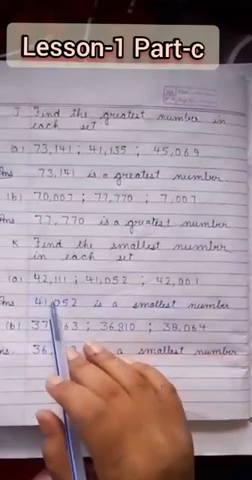 Lesson-1 Part-c
J Find the greatest number in
each set
(a) 73,141 ; 41,135 ; 45,069
Ans 73,141 is a greatest number
(b) 70,007 ; 77,770 ; 7,007
Ans 77,770 is a greatest number
K Find the smallest number
in each set
(a) 42,111 ; 41,052 ; 42,001
Ans 41,052 is a smallest number
(b) 37 63 ; 36,810 ; 38,064
Ans. 36, a smallest number